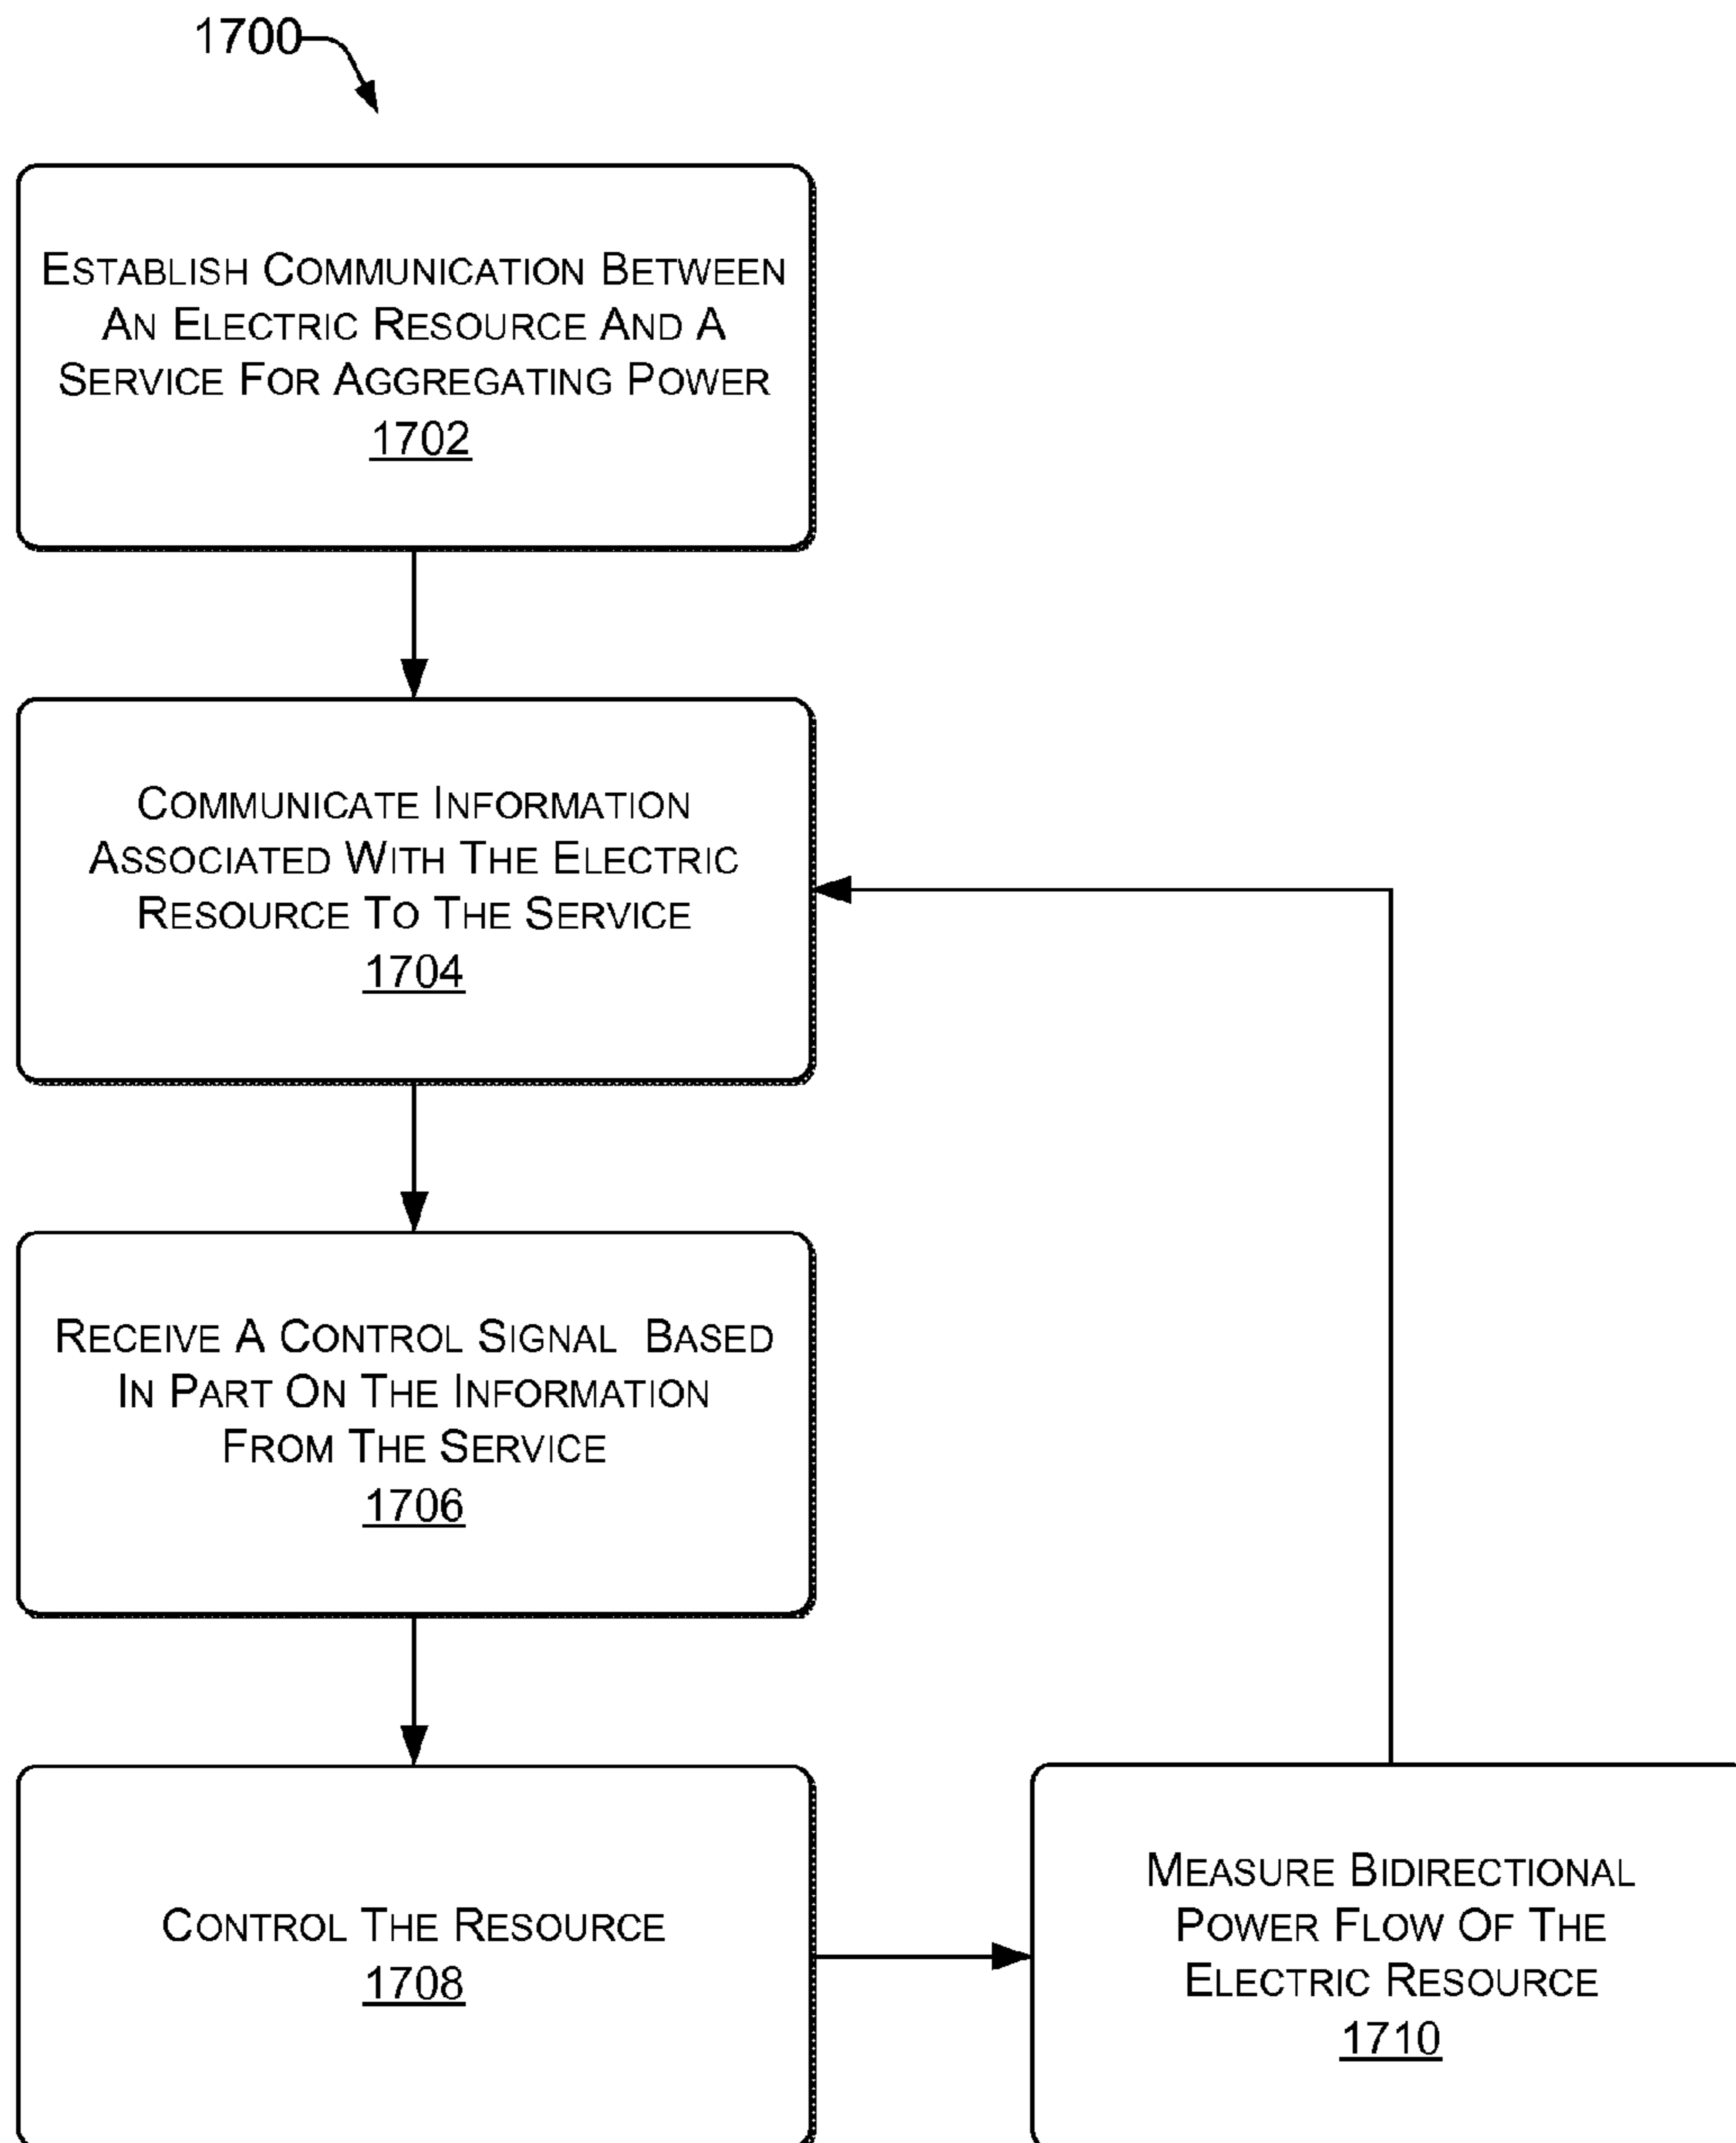 1700
ESTABLISH COMMUNICATION BETWEEN
AN ELECTRIC RESOURCE AND A
SERVICE FOR AGGREGATING POWER
1702
COMMUNICATE INFORMATION
ASSOCIATED WITH THE ELECTRIC
RESOURCE TO THE SERVICE
1704
RECEIVE A CONTROL SIGNAL BASED
IN PART ON THE INFORMATION
FROM THE SERVICE
1706
CONTROL THE RESOURCE
1708
MEASURE BIDIRECTIONAL
POWER FLOW OF THE
ELECTRIC RESOURCE
1710